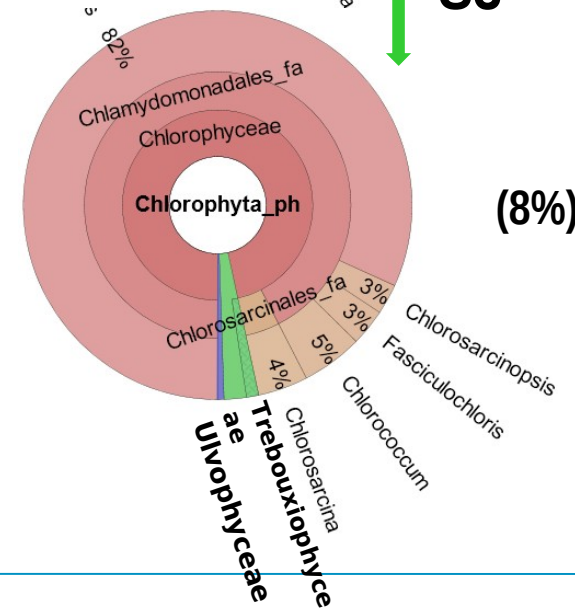 82%
Chlamydomonadales_fa
Chlorophyceae
Chlorophyta_ph
(8%)
Chlorosarcinales_fa
3%
3%
5%
4%
Chlorosarcinopsis
Fasciculochloris
Chlorococcum
Chlorosarcina
Trebouxiophyce
ae
Ulvophyceae